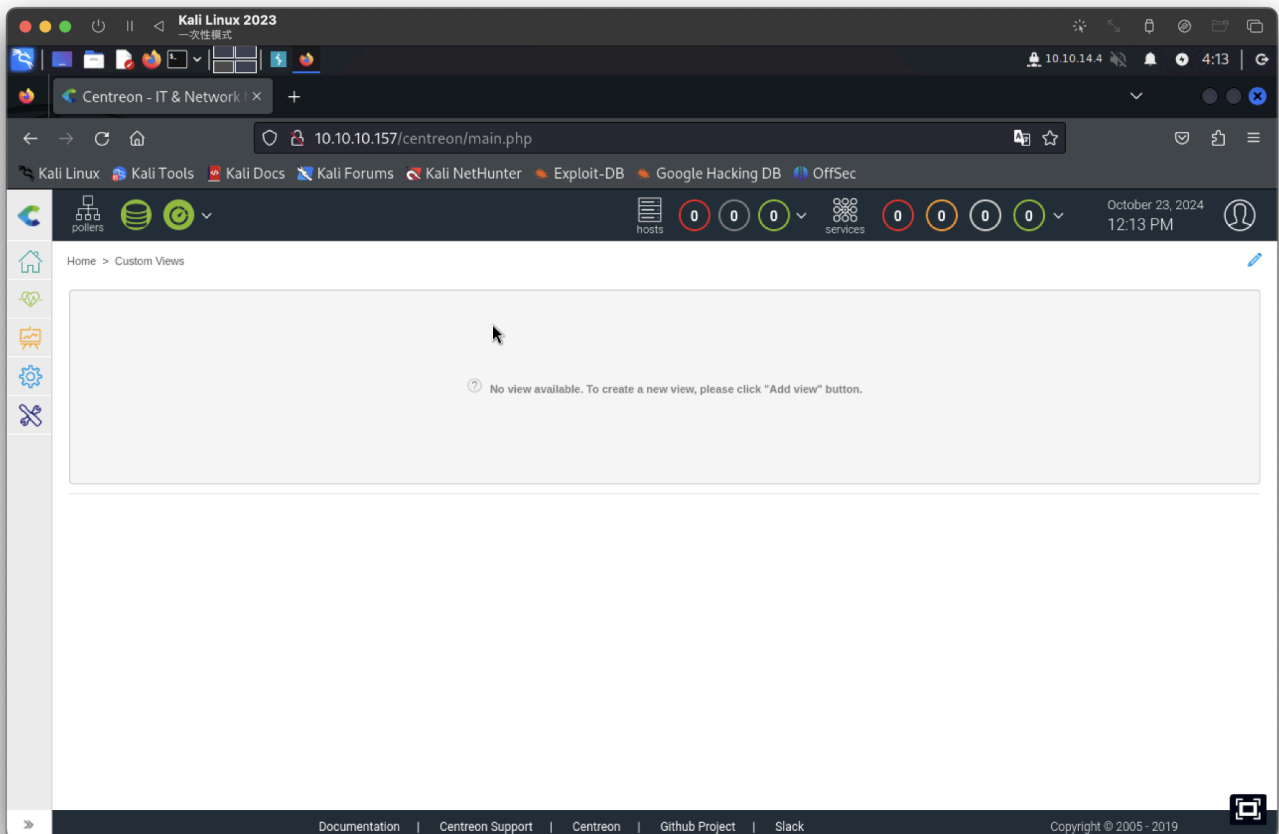 Kali Linux 2023
一次性模式
10.10.14.4 4:13
Centreon - IT & Network
10.10.10.157/centreon/main.php
Kali Linux Kali Tools Kali Docs Kali Forums Kali NetHunter Exploit-DB Google Hacking DB OffSec
pollers hosts 0 0 0 services 0 0 0 0 October 23, 2024
12:13 PM
Home > Custom Views
No view available. To create a new view, please click "Add view" button.
Documentation | Centreon Support | Centreon | Github Project | Slack Copyright © 2005 - 2019